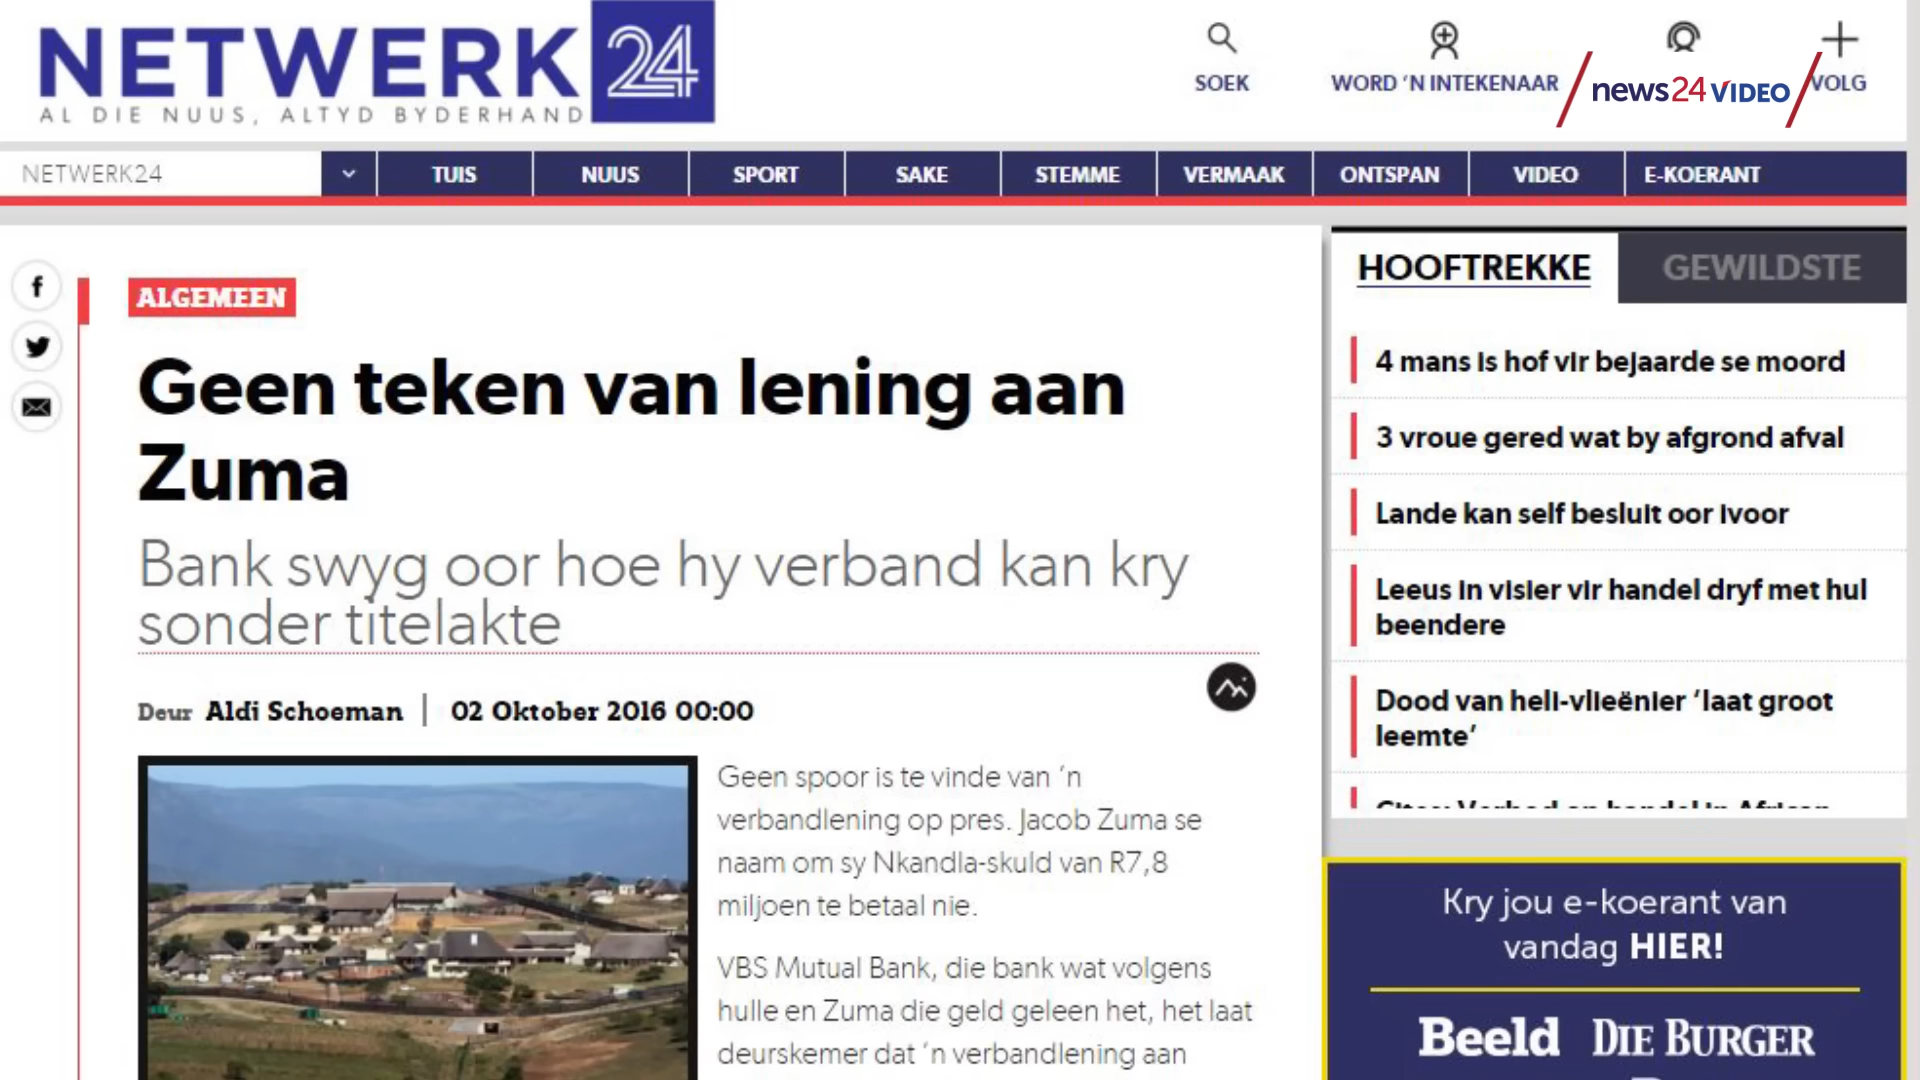 NETWERK24
AL DIE NUUS, ALTYD BYDERHAND
SOEK
WORD 'N INTEKENAAR
news24 VIDEO
VOLG
NETWERK24
TUIS
NUUS
SPORT
SAKE
STEMME
VERMAAK
ONTSPAN
VIDEO
E-KOERANT
ALGEMEEN
Geen teken van lening aan
Zuma
Bank swyg oor hoe hy verband kan kry
sonder titelakte
Deur Aldi Schoeman | 02 Oktober 2016 00:00
Geen spoor is te vinde van 'n
verbandlening op pres. Jacob Zuma se
naam om sy Nkandla-skuld van R7,8
miljoen te betaal nie.
VBS Mutual Bank, die bank wat volgens
hulle en Zuma die geld geleen het, het laat
deurskemer dat 'n verbandlening aan
HOOFTREKKE
GEWILDSTE
4 mans is hof vir bejaarde se moord
3 vroue gered wat by afgrond afval
Lande kan self besluit oor ivoor
Leeus in visier vir handel dryf met hul
beendere
Dood van heli-vlieënier 'laat groot
leemte'
Kry jou e-koerant van
vandag HIER!
Beeld DIE BURGER